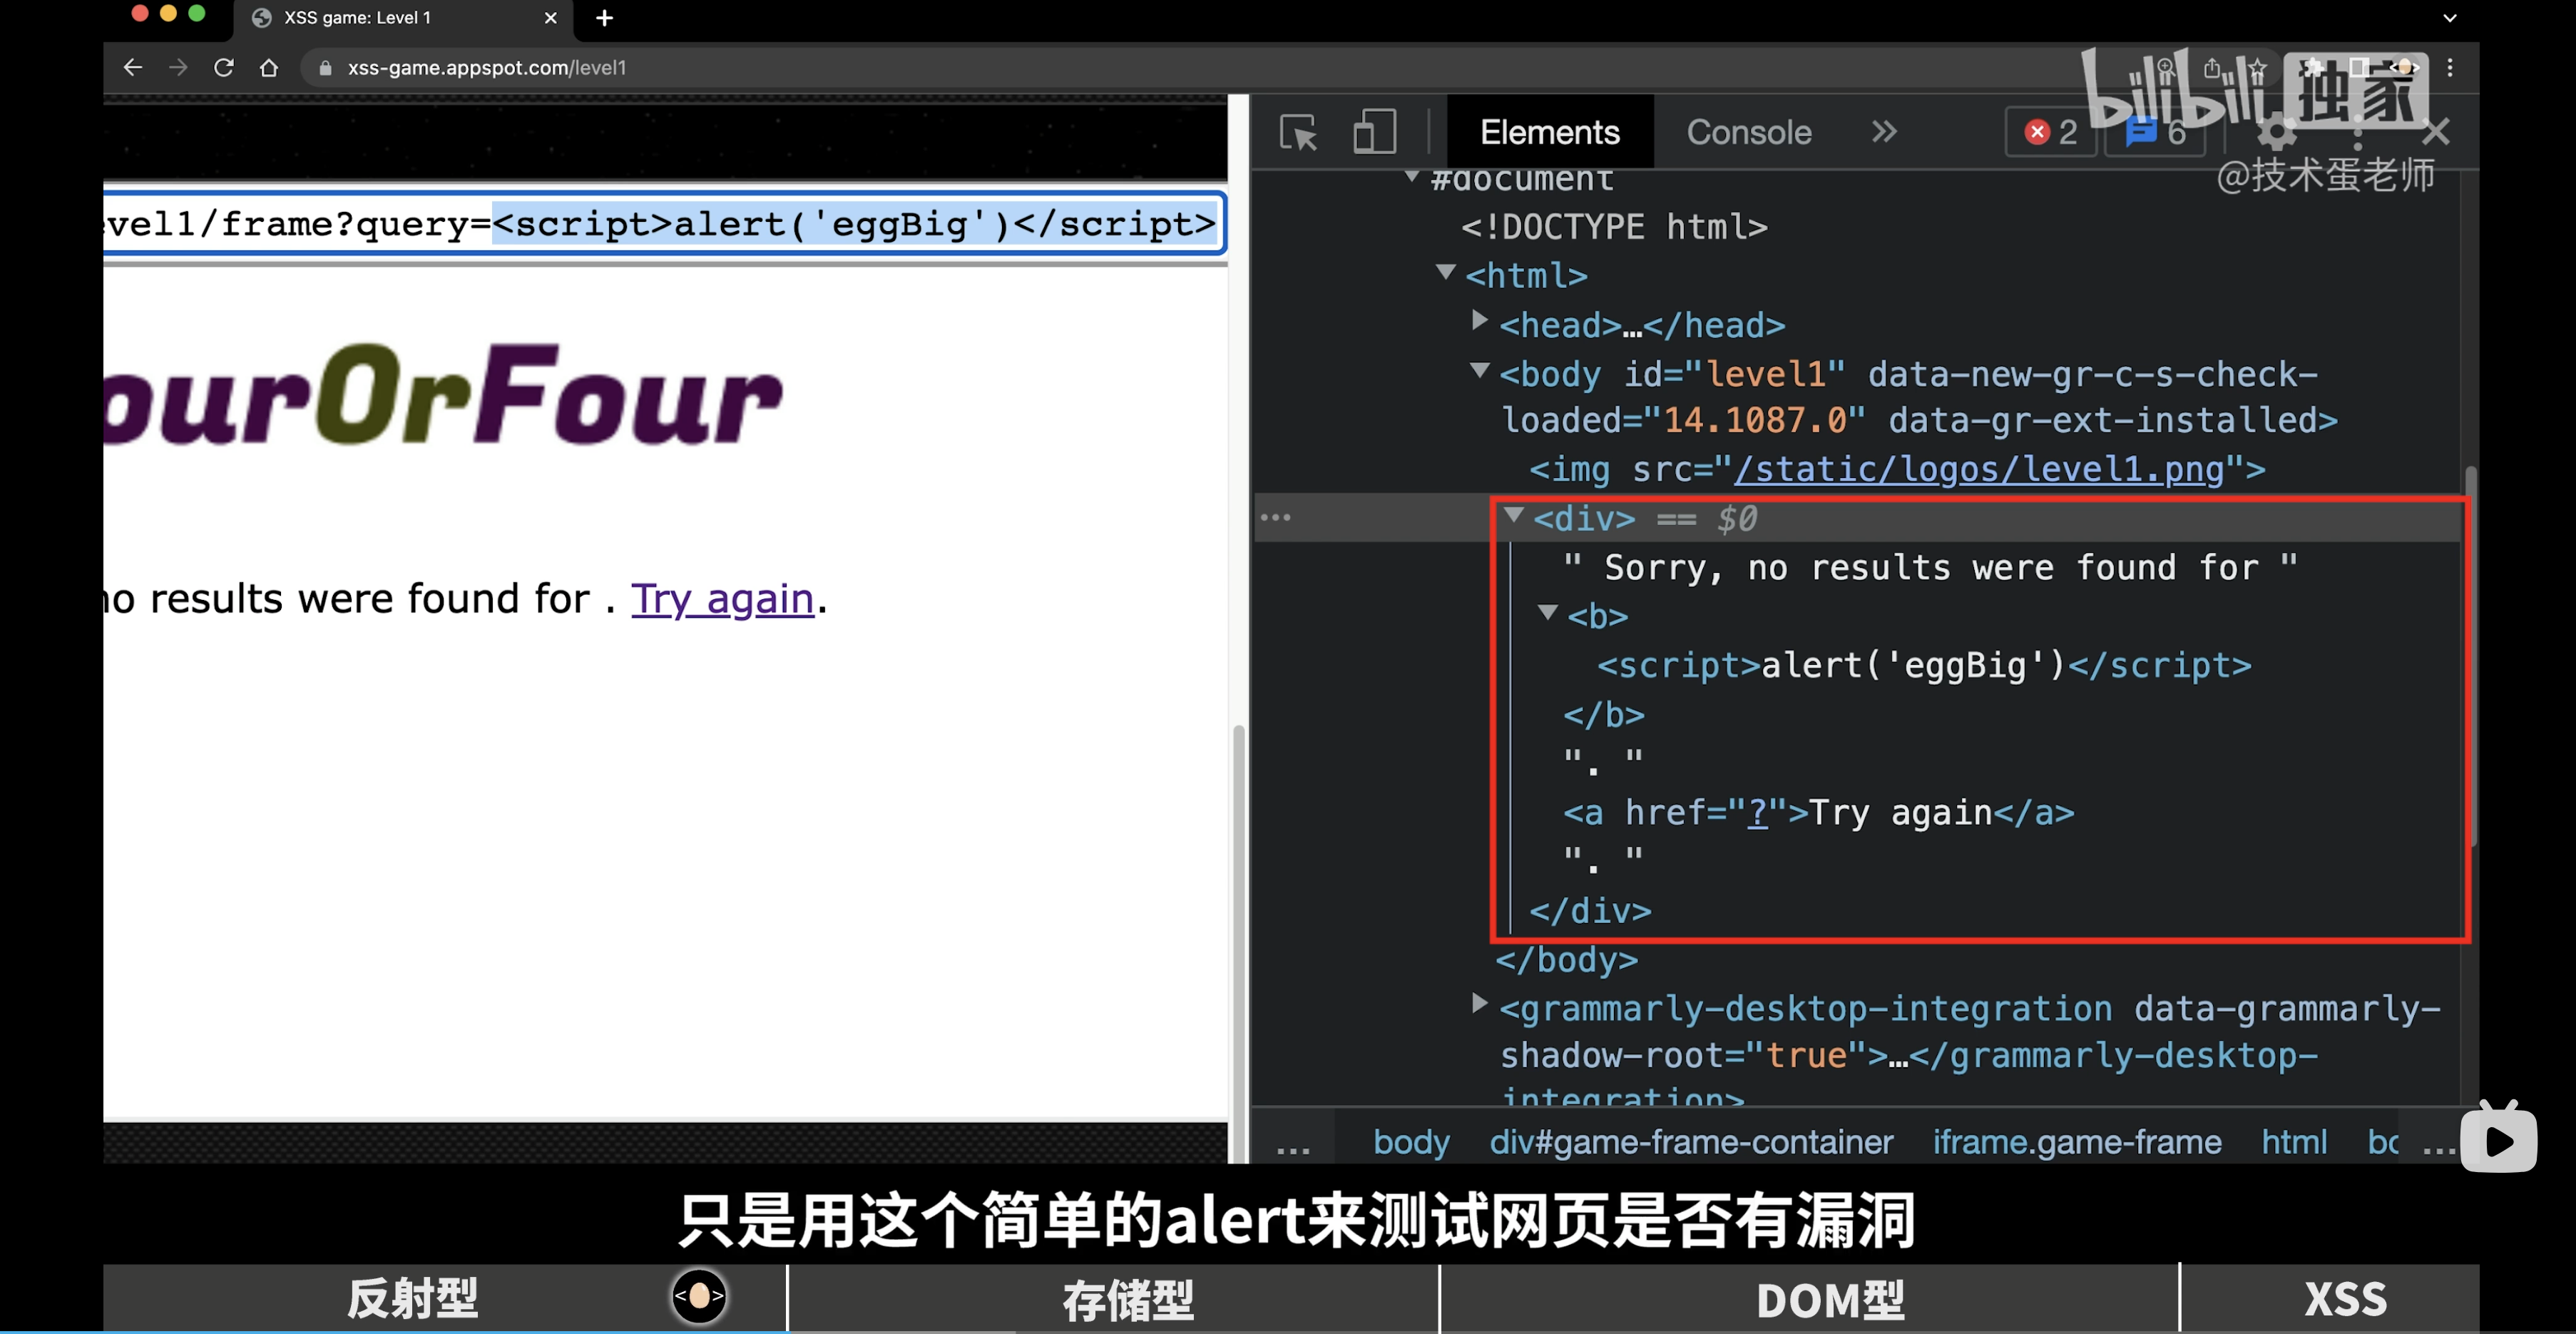 XSS game: Level 1
xss-game.appspot.com/level1
bilibili 独家
Elements
Console
2
6
@技术蛋老师
#document
vel1/frame?query=<script>alert('eggBig')</script>
<!DOCTYPE html>
<html>
<head>…</head>
<body id="level1" data-new-gr-c-s-check-
loaded="14.1087.0" data-gr-ext-installed>
<img src="/static/logos/level1.png">
<div> == $0
" Sorry, no results were found for "
<b>
<script>alert('eggBig')</script>
</b>
". "
<a href="?">Try again</a>
". "
</div>
</body>
<grammarly-desktop-integration data-grammarly-
shadow-root="true">…</grammarly-desktop-
integration>
ourOrFour
no results were found for . Try again.
... body div#game-frame-container iframe.game-frame html bo ...
只是用这个简单的alert来测试网页是否有漏洞
反射型
<>
存储型
DOM型
XSS